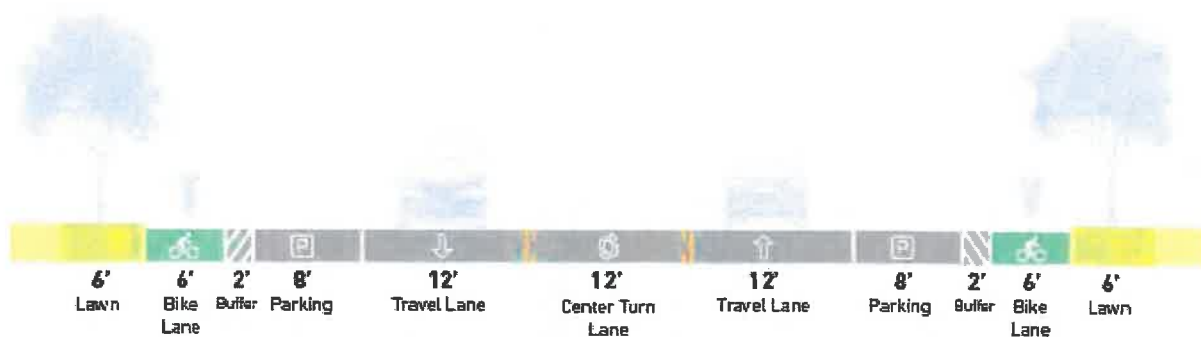 P P
6' 6' 2' 8' 12' 12' 12' 8' 2' 6' 6'
Lawn Bike Buffer Parking Travel Lane Center Turn Travel Lane Parking Buffer Bike Lawn
Lane Lane Lane